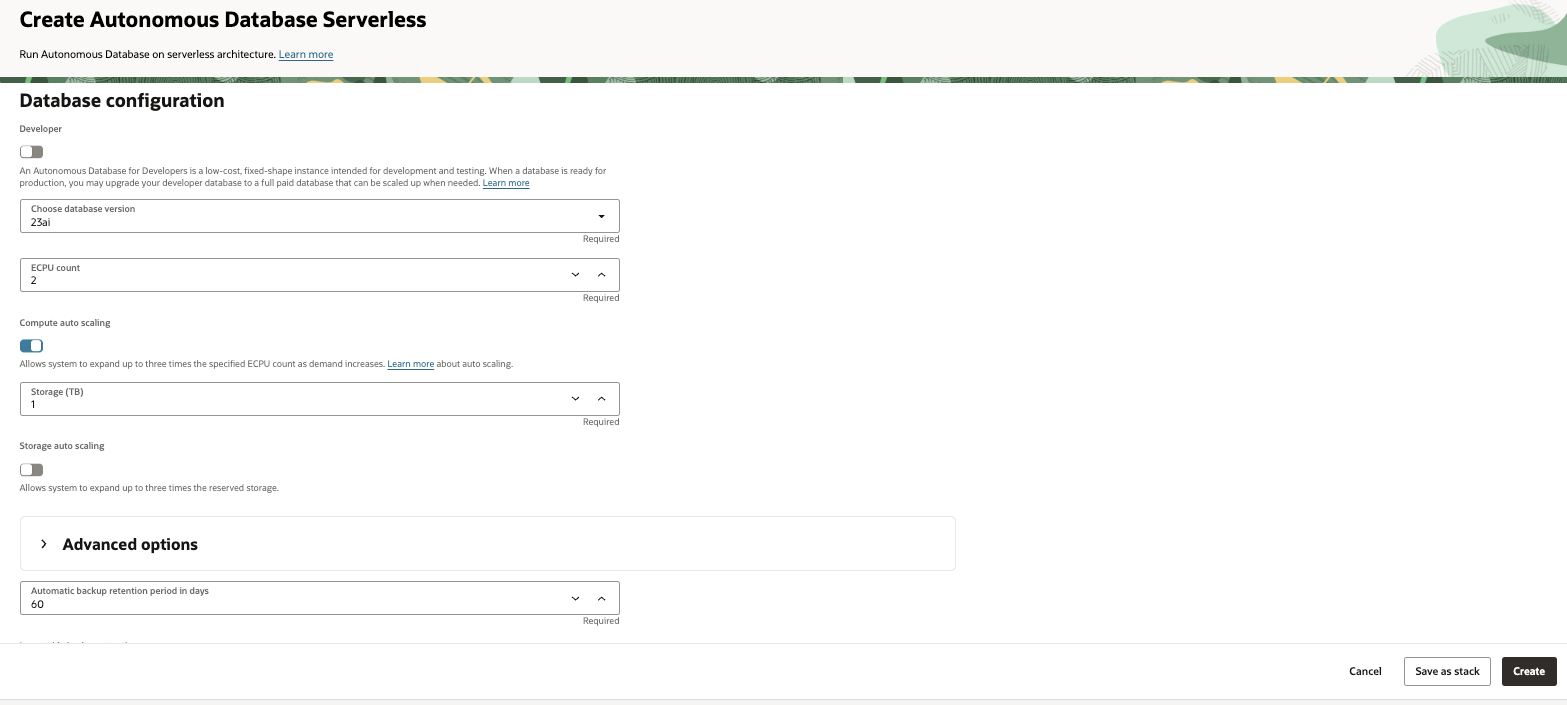 Create Autonomous Database Serverless
Run Autonomous Database on serverless architecture. Learn more
Database configuration
Developer
An Autonomous Database for Developers is a low-cost, fixed-shape instance intended for development and testing. When a database is ready for
production, you may upgrade your developer database to a full paid database that can be scaled up when needed. Learn more
Choose database version
23ai
Required
ECPU count
2
Required
Compute auto scaling
Allows system to expand up to three times the specified ECPU count as demand increases. Learn more about auto scaling.
Storage (TB)
1
Required
Storage auto scaling
Allows system to expand up to three times the reserved storage.
Advanced options
Automatic backup retention period in days
60
Required
Cancel
Save as stack
Create